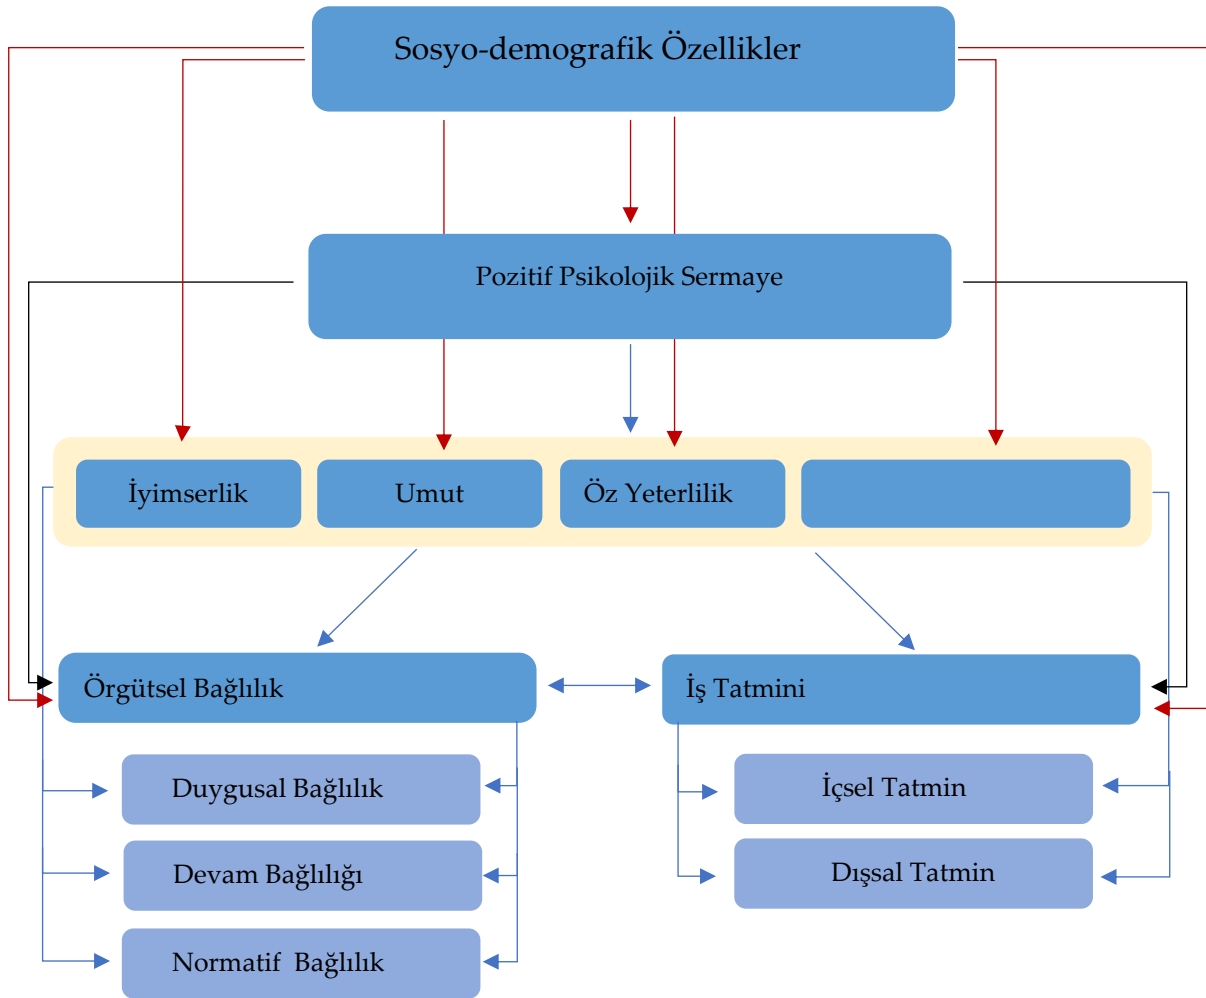 Sosyo-demografik Özellikler
Pozitif Psikolojik Sermaye
İyimserlik
Umut
Öz Yeterlilik
Örgütsel Bağlılık
İş Tatmini
Duygusal Bağlılık
İçsel Tatmin
Devam Bağlılığı
Dışsal Tatmin
Normatif Bağlılık